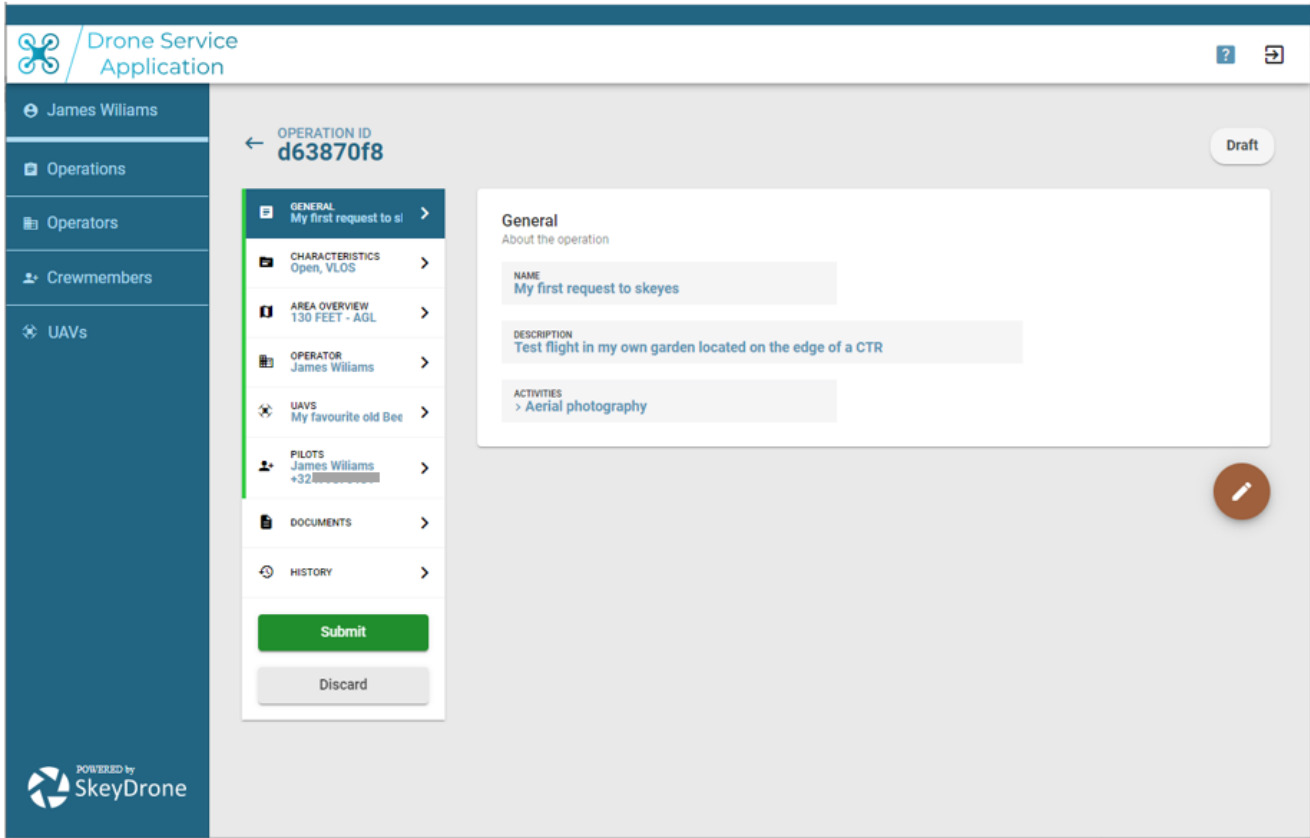 Drone Service
Application
?
James Wiliams
Operations
Operators
Crewmembers
UAVs
POWERED by
SkeyDrone
OPERATION ID
d63870f8
Draft
GENERAL
My first request to sl
CHARACTERISTICS
Open, VLOS
AREA OVERVIEW
130 FEET - AGL
OPERATOR
James Wiliams
UAVS
My favourite old Bee
PILOTS
James Wiliams
+32
DOCUMENTS
HISTORY
Submit
Discard
General
About the operation
NAME
My first request to skeyes
DESCRIPTION
Test flight in my own garden located on the edge of a CTR
ACTIVITIES
> Aerial photography